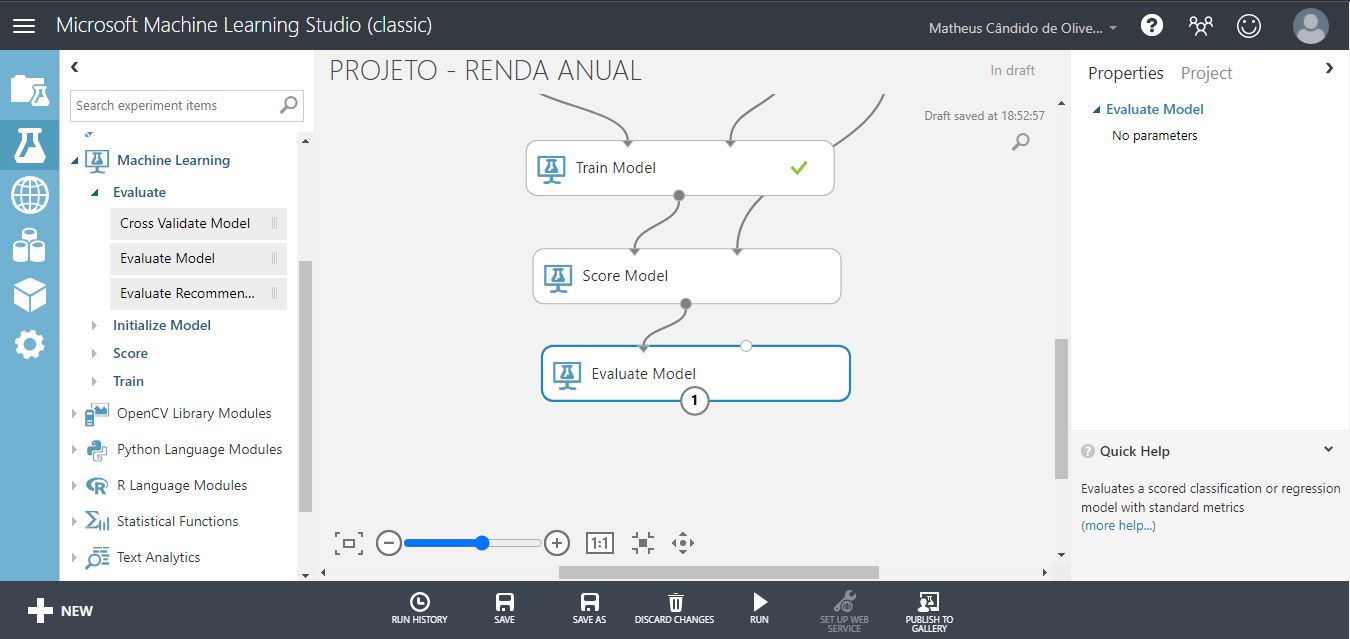 Microsoft Machine Learning Studio (classic)
Matheus Cândido de Olive...
?
Search experiment items
Machine Learning
Evaluate
Cross Validate Model
Evaluate Model
Evaluate Recommen...
Initialize Model
Score
Train
OpenCV Library Modules
Python Language Modules
R Language Modules
Statistical Functions
Text Analytics
PROJETO - RENDA ANUAL
In draft
Draft saved at 18:52:57
Train Model
Score Model
Evaluate Model
1
1:1
Properties Project
Evaluate Model
No parameters
? Quick Help
Evaluates a scored classification or regression
model with standard metrics
(more help...)
NEW
RUN HISTORY
SAVE
SAVE AS
DISCARD CHANGES
RUN
SET UP WEB
SERVICE
PUBLISH TO
GALLERY